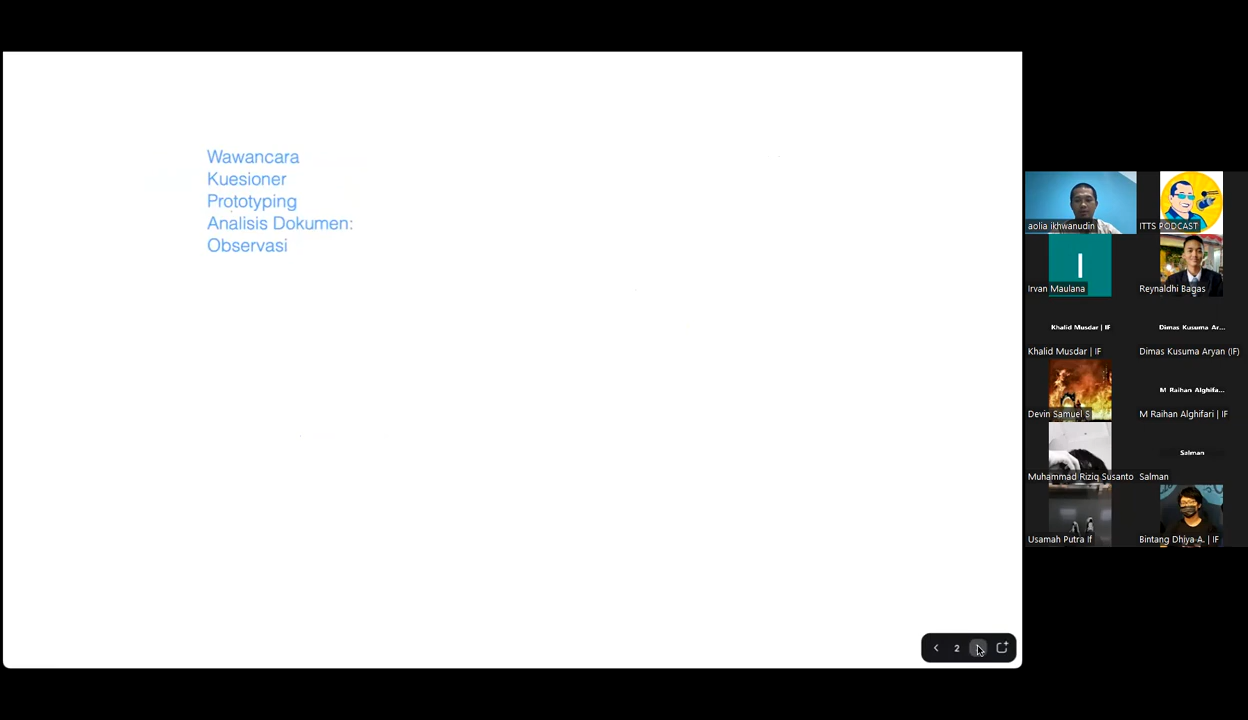 Wawancara
Kuesioner
Prototyping
Analisis Dokumen:
Observasi
2
aolia ikhwanudin
ITTS PODCAST
I
Irvan Maulana
Reynaldhi Bagas
Khalid Musdar | IF
Khalid Musdar | IF
Dimas Kusuma Ar...
Dimas Kusuma Aryan (IF)
Devin Samuel S
M Raihan Alghifa...
M Raihan Alghifari | IF
Muhammad Riziq Susanto
Salman
Salman
Usamah Putra If
Bintang Dhiya A. | IF